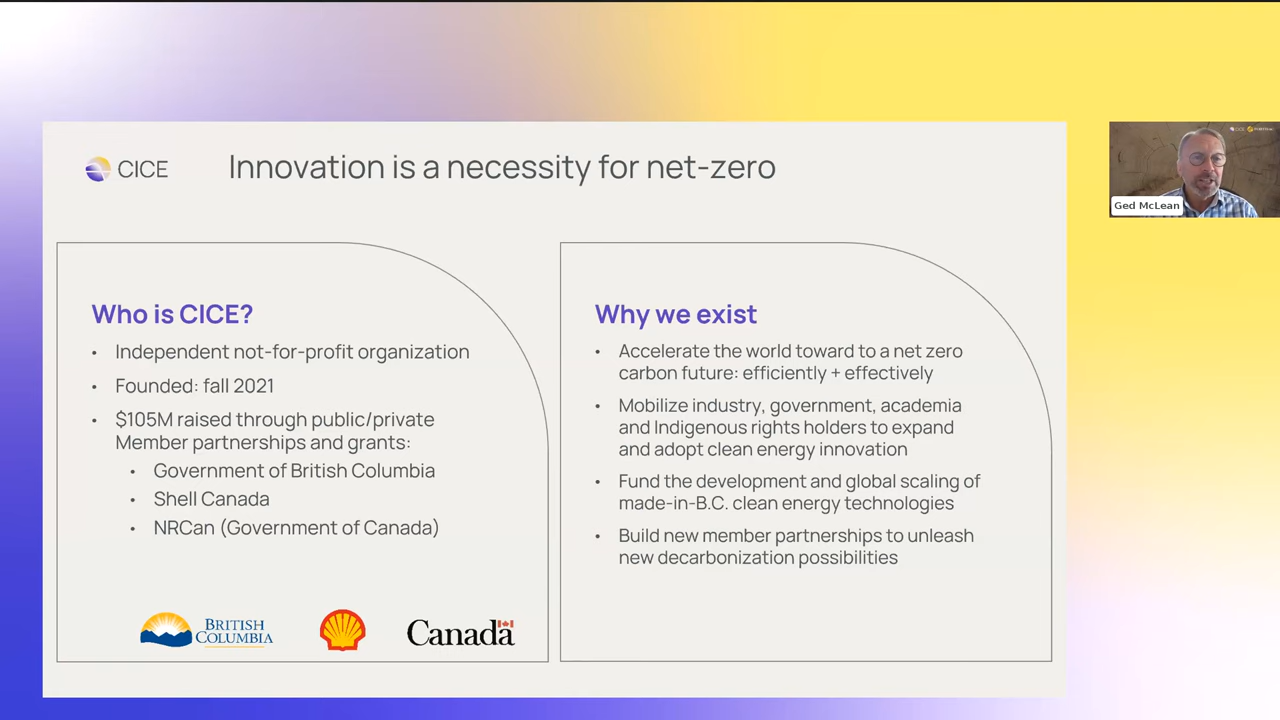 CICE
Innovation is a necessity for net-zero
Who is CICE?
• Independent not-for-profit organization
• Founded: fall 2021
• $105M raised through public/private
Member partnerships and grants:
• Government of British Columbia
• Shell Canada
• NRCan (Government of Canada)
BRITISH
COLUMBIA
Canada
Why we exist
• Accelerate the world toward to a net zero
carbon future: efficiently + effectively
• Mobilize industry, government, academia
and Indigenous rights holders to expand
and adopt clean energy innovation
• Fund the development and global scaling of
made-in-B.C. clean energy technologies
• Build new member partnerships to unleash
new decarbonization possibilities
Ged McLean